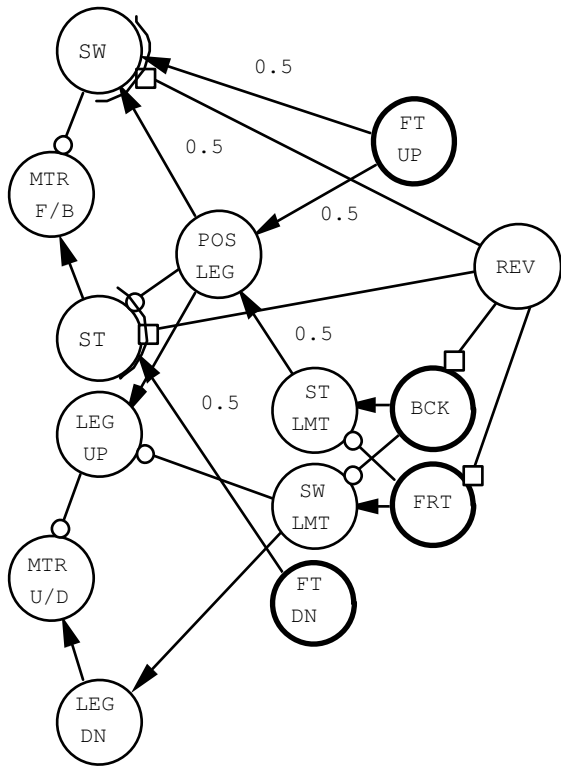 SW
0.5
FT
UP
0.5
MTR
F/B
0.5
POS
LEG
REV
ST
0.5
ST
LMT
BCK
0.5
LEG
UP
SW
LMT
FRT
MTR
U/D
FT
DN
LEG
DN